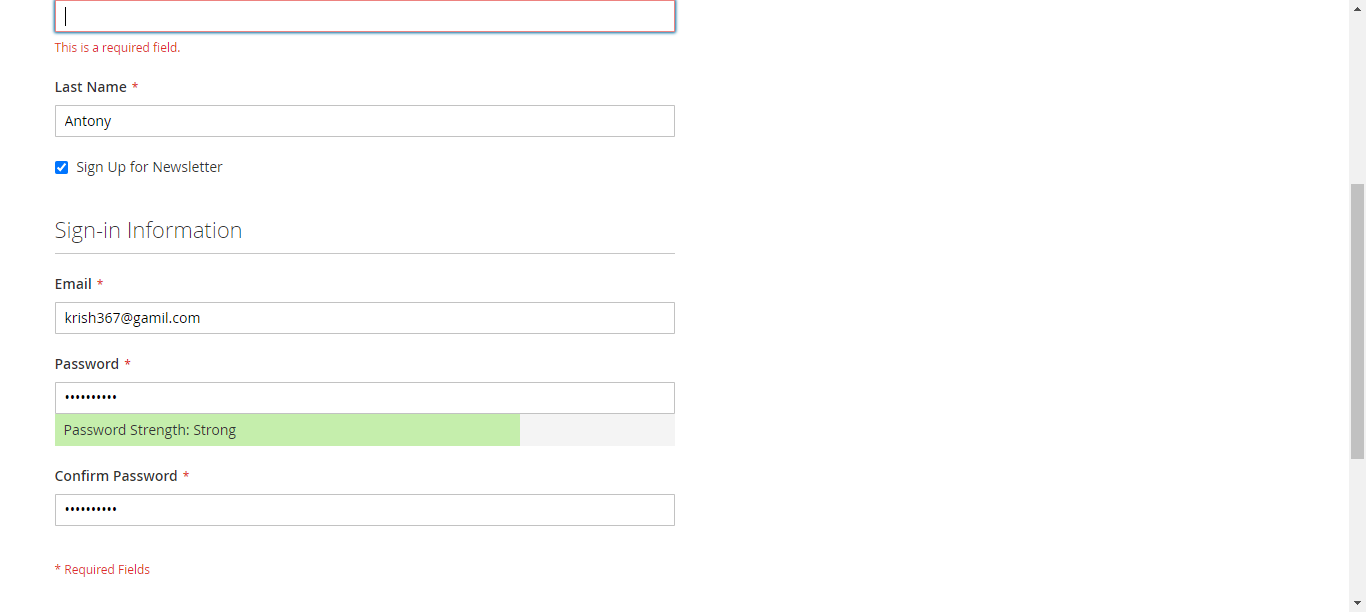 This is a required field.
Last Name *
Antony
Sign Up for Newsletter
Sign-in Information
Email *
krish367@gamil.com
Password *
••••••••••
Password Strength: Strong
Confirm Password *
••••••••••
* Required Fields